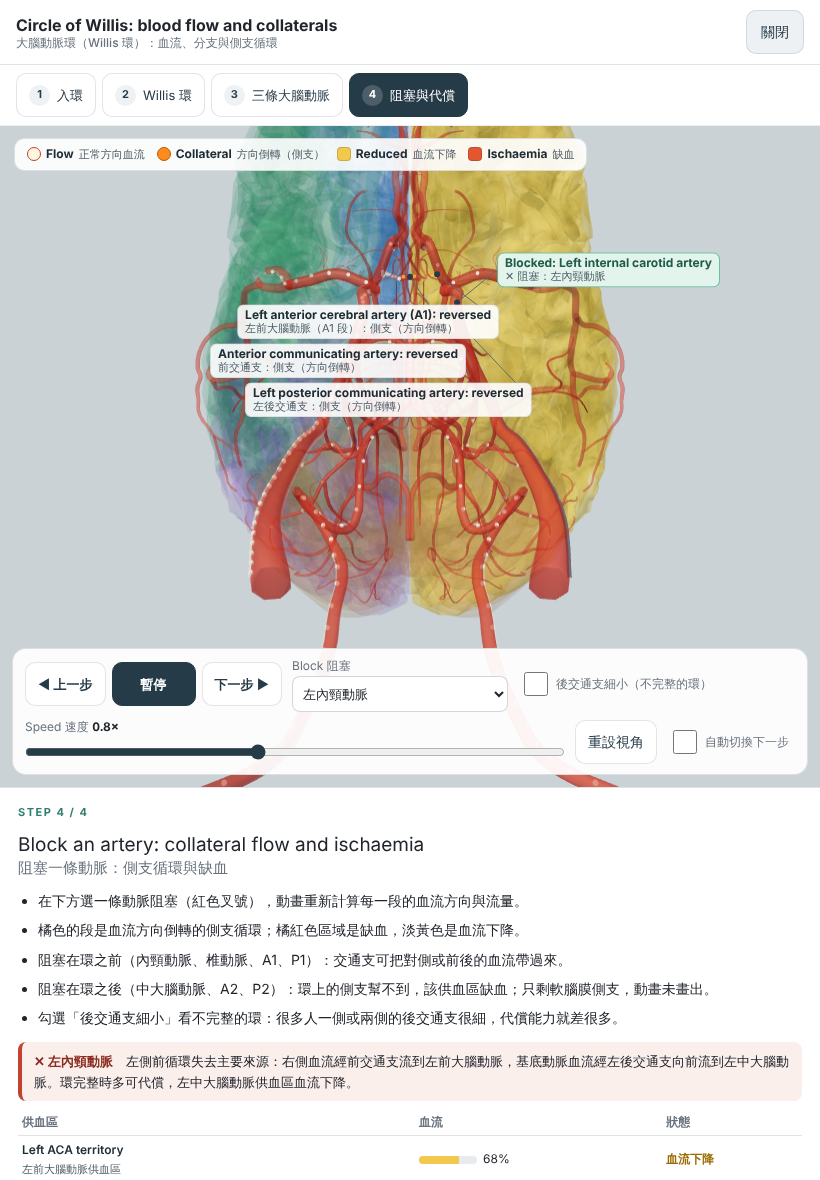 Circle of Willis: blood flow and collaterals
大腦動脈環（Willis 環）：血流、分支與側支循環
關閉
1 入環
2 Willis 環
3 三條大腦動脈
4 阻塞與代償
Flow 正常方向血流
Collateral 方向倒轉（側支）
Reduced 血流下降
Ischaemia 缺血
Blocked: Left internal carotid artery
✕ 阻塞：左內頸動脈
Left anterior cerebral artery (A1): reversed
左前大腦動脈（A1 段）：側支（方向倒轉）
Anterior communicating artery: reversed
前交通支：側支（方向倒轉）
Left posterior communicating artery: reversed
左後交通支：側支（方向倒轉）
◀ 上一步
暫停
下一步 ▶
Block 阻塞
左內頸動脈
後交通支細小（不完整的環）
Speed 速度 0.8×
重設視角
自動切換下一步
STEP 4 / 4
Block an artery: collateral flow and ischaemia
阻塞一條動脈：側支循環與缺血
• 在下方選一條動脈阻塞（紅色叉號），動畫重新計算每一段的血流方向與流量。
• 橘色的段是血流方向倒轉的側支循環；橘紅色區域是缺血，淡黃色是血流下降。
• 阻塞在環之前（內頸動脈、椎動脈、A1、P1）：交通支可把對側或前後的血流帶過來。
• 阻塞在環之後（中大腦動脈、A2、P2）：環上的側支幫不到，該供血區缺血；只剩軟腦膜側支，動畫未畫出。
• 勾選「後交通支細小」看不完整的環：很多人一側或兩側的後交通支很細，代償能力就差很多。
✕ 左內頸動脈 左側前循環失去主要來源：右側血流經前交通支流到左前大腦動脈，基底動脈血流經左後交通支向前流到左中大腦動
脈。環完整時多可代償，左中大腦動脈供血區血流下降。
供血區 血流 狀態
Left ACA territory
左前大腦動脈供血區
68%
血流下降